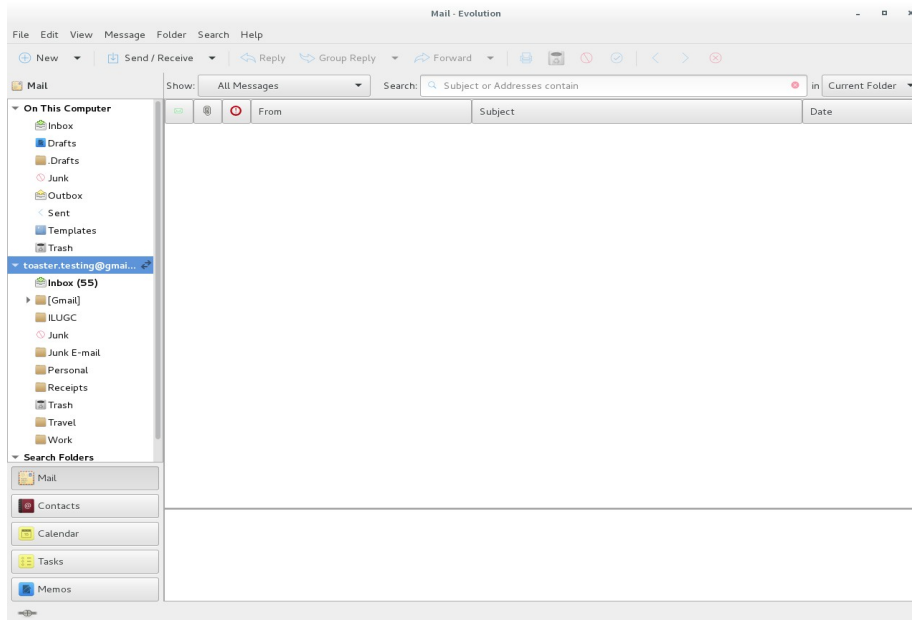 Mail - Evolution
File Edit View Message Folder Search Help
New Send / Receive Reply Group Reply Forward
Mail Show: All Messages Search: Subject or Addresses contain in Current Folder
On This Computer
From Subject Date
Inbox
Drafts
.Drafts
Junk
Outbox
Sent
Templates
Trash
toaster.testing@gmai...
Inbox (55)
[Gmail]
ILUGC
Junk
Junk E-mail
Personal
Receipts
Trash
Travel
Work
Search Folders
Mail
Contacts
Calendar
Tasks
Memos